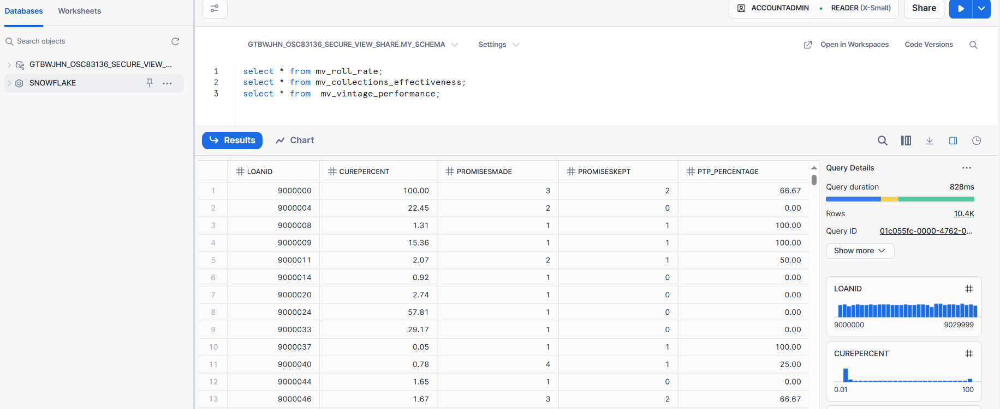 Databases Worksheets
ACCOUNTADMIN • READER (X-Small) Share
Search objects
GTBWJHN_OSC83136_SECURE_VIEW_...
SNOWFLAKE
GTBWJHN_OSC83136_SECURE_VIEW_SHARE.MY_SCHEMA Settings Open in Workspaces Code Versions
1 select * from mv_roll_rate;
2 select * from mv_collections_effectiveness;
3 select * from  mv_vintage_performance;
Results Chart
LOANID CUREPERCENT PROMISESMADE PROMISESKEPT PTP_PERCENTAGE
1 9000000 100.00 3 2 66.67
2 9000004 22.45 2 0 0.00
3 9000008 1.31 1 1 100.00
4 9000009 15.36 1 1 100.00
5 9000011 2.07 2 1 50.00
6 9000014 0.92 1 0 0.00
7 9000020 2.74 1 0 0.00
8 9000024 57.81 1 0 0.00
9 9000033 29.17 1 0 0.00
10 9000037 0.05 1 1 100.00
11 9000040 0.78 4 1 25.00
12 9000044 1.65 1 0 0.00
13 9000046 1.67 3 2 66.67
Query Details
Query duration 828ms
Rows 10.4K
Query ID 01c055fc-0000-4762-0...
Show more
LOANID
9000000 9029999
CUREPERCENT
0.01 100